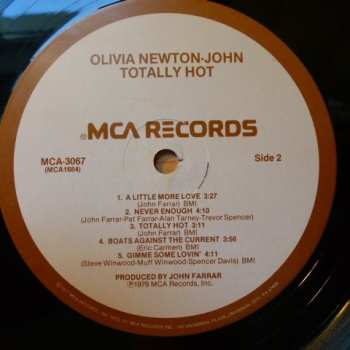 OLIVIA NEWTON-JOHN
TOTALLY HOT
MCA RECORDS
MCA-3067
(MCA1664)
Side 2
1. A LITTLE MORE LOVE 3:27
(John Farrar) BMI
2. NEVER ENOUGH 4:10
(John Farrar-Pat Farrar-Alan Tarney-Trevor Spencer)
3. TOTALLY HOT 3:11
(John Farrar) BMI
4. BOATS AGAINST THE CURRENT 3:56
(Eric Carmen) BMI
5. GIMME SOME LOVIN' 4:11
(Steve Winwood-Muff Winwood-Spencer Davis) BMI
PRODUCED BY JOHN FARRAR
℗1978 MCA Records, Inc.